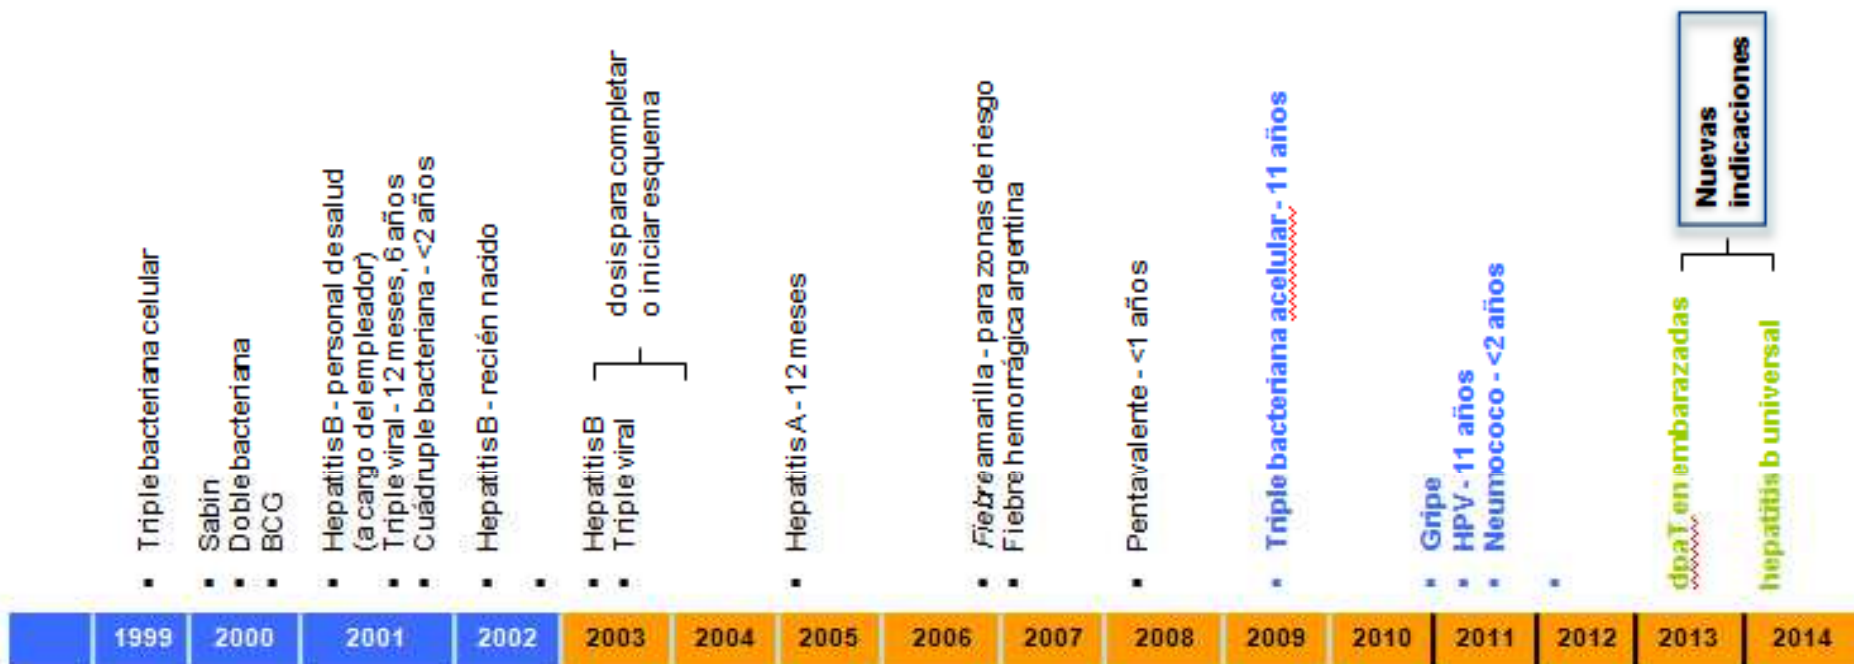 Triple bacteriana celular
Sabin
Doble bacteriana
BCG
Hepatitis B - personal de salud
(a cargo del empleador)
Triple viral - 12 meses, 6 años
Cuádruple bacteriana - <2 años
Hepatitis B - recién nacido
Hepatitis B
Triple viral
dosis para completar
o iniciar esquema
Hepatitis A - 12 meses
Fiebre amarilla - para zonas de riesgo
Fiebre hemorrágica argentina
Pentavalente - <1 años
Triple bacteriana acelular - 11 años
Gripe
HPV - 11 años
Neumococo - <2 años
dpaT en embarazadas
hepatitis b universal
Nuevas
indicaciones
1999 2000 2001 2002 2003 2004 2005 2006 2007 2008 2009 2010 2011 2012 2013 2014